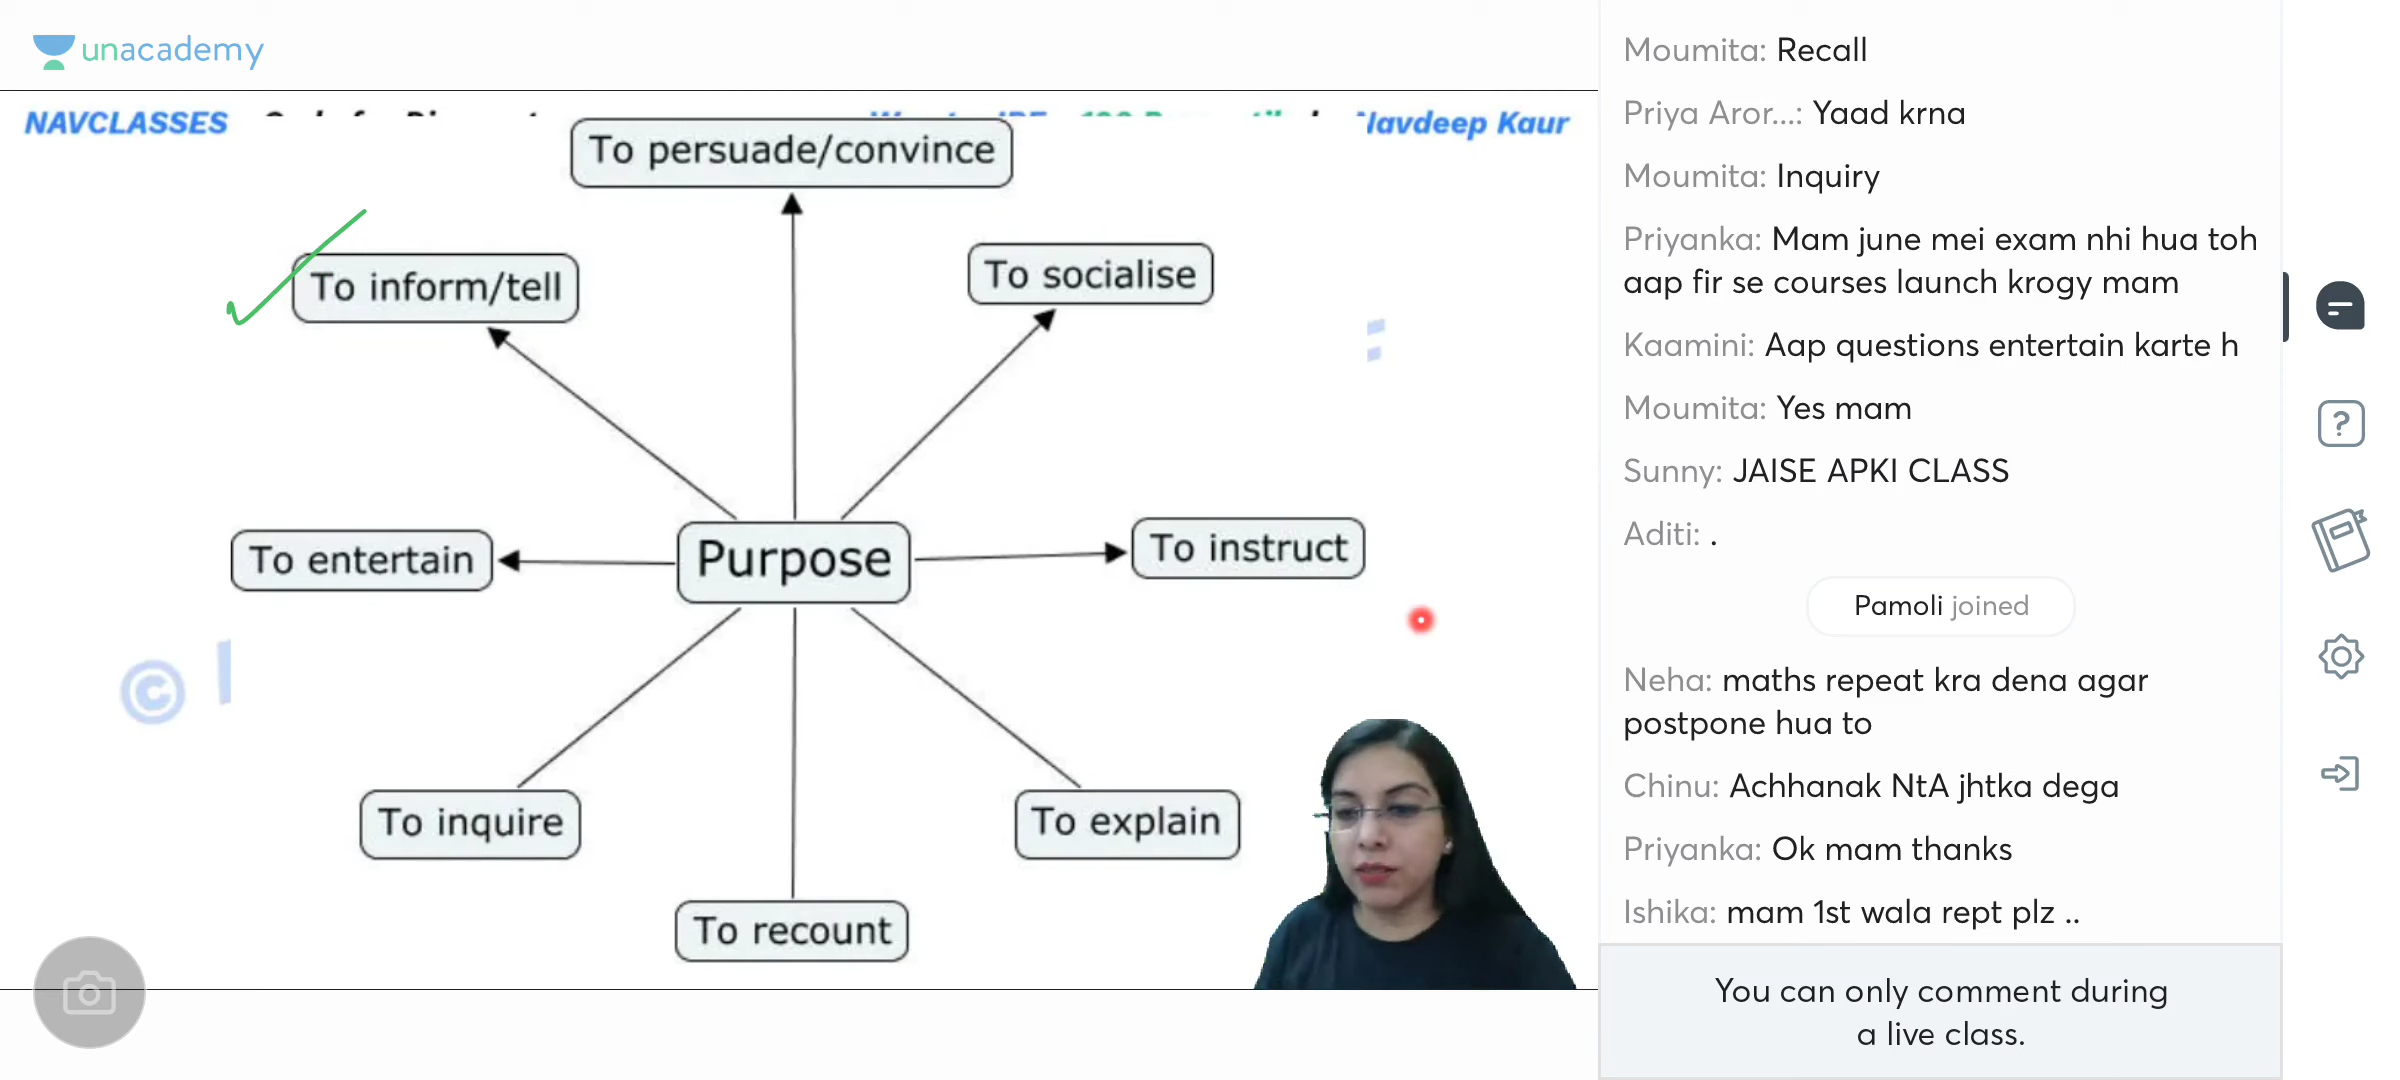 unacademy
NAVCLASSES
Navdeep Kaur
To persuade/convince
To inform/tell
To socialise
To entertain
Purpose
To instruct
To inquire
To explain
To recount
©
Moumita: Recall
Priya Aror...: Yaad krna
Moumita: Inquiry
Priyanka: Mam june mei exam nhi hua toh
aap fir se courses launch krogy mam
Kaamini: Aap questions entertain karte h
Moumita: Yes mam
Sunny: JAISE APKI CLASS
Aditi: .
Pamoli joined
Neha: maths repeat kra dena agar
postpone hua to
Chinu: Achhanak NtA jhtka dega
Priyanka: Ok mam thanks
Ishika: mam 1st wala rept plz ..
You can only comment during
a live class.